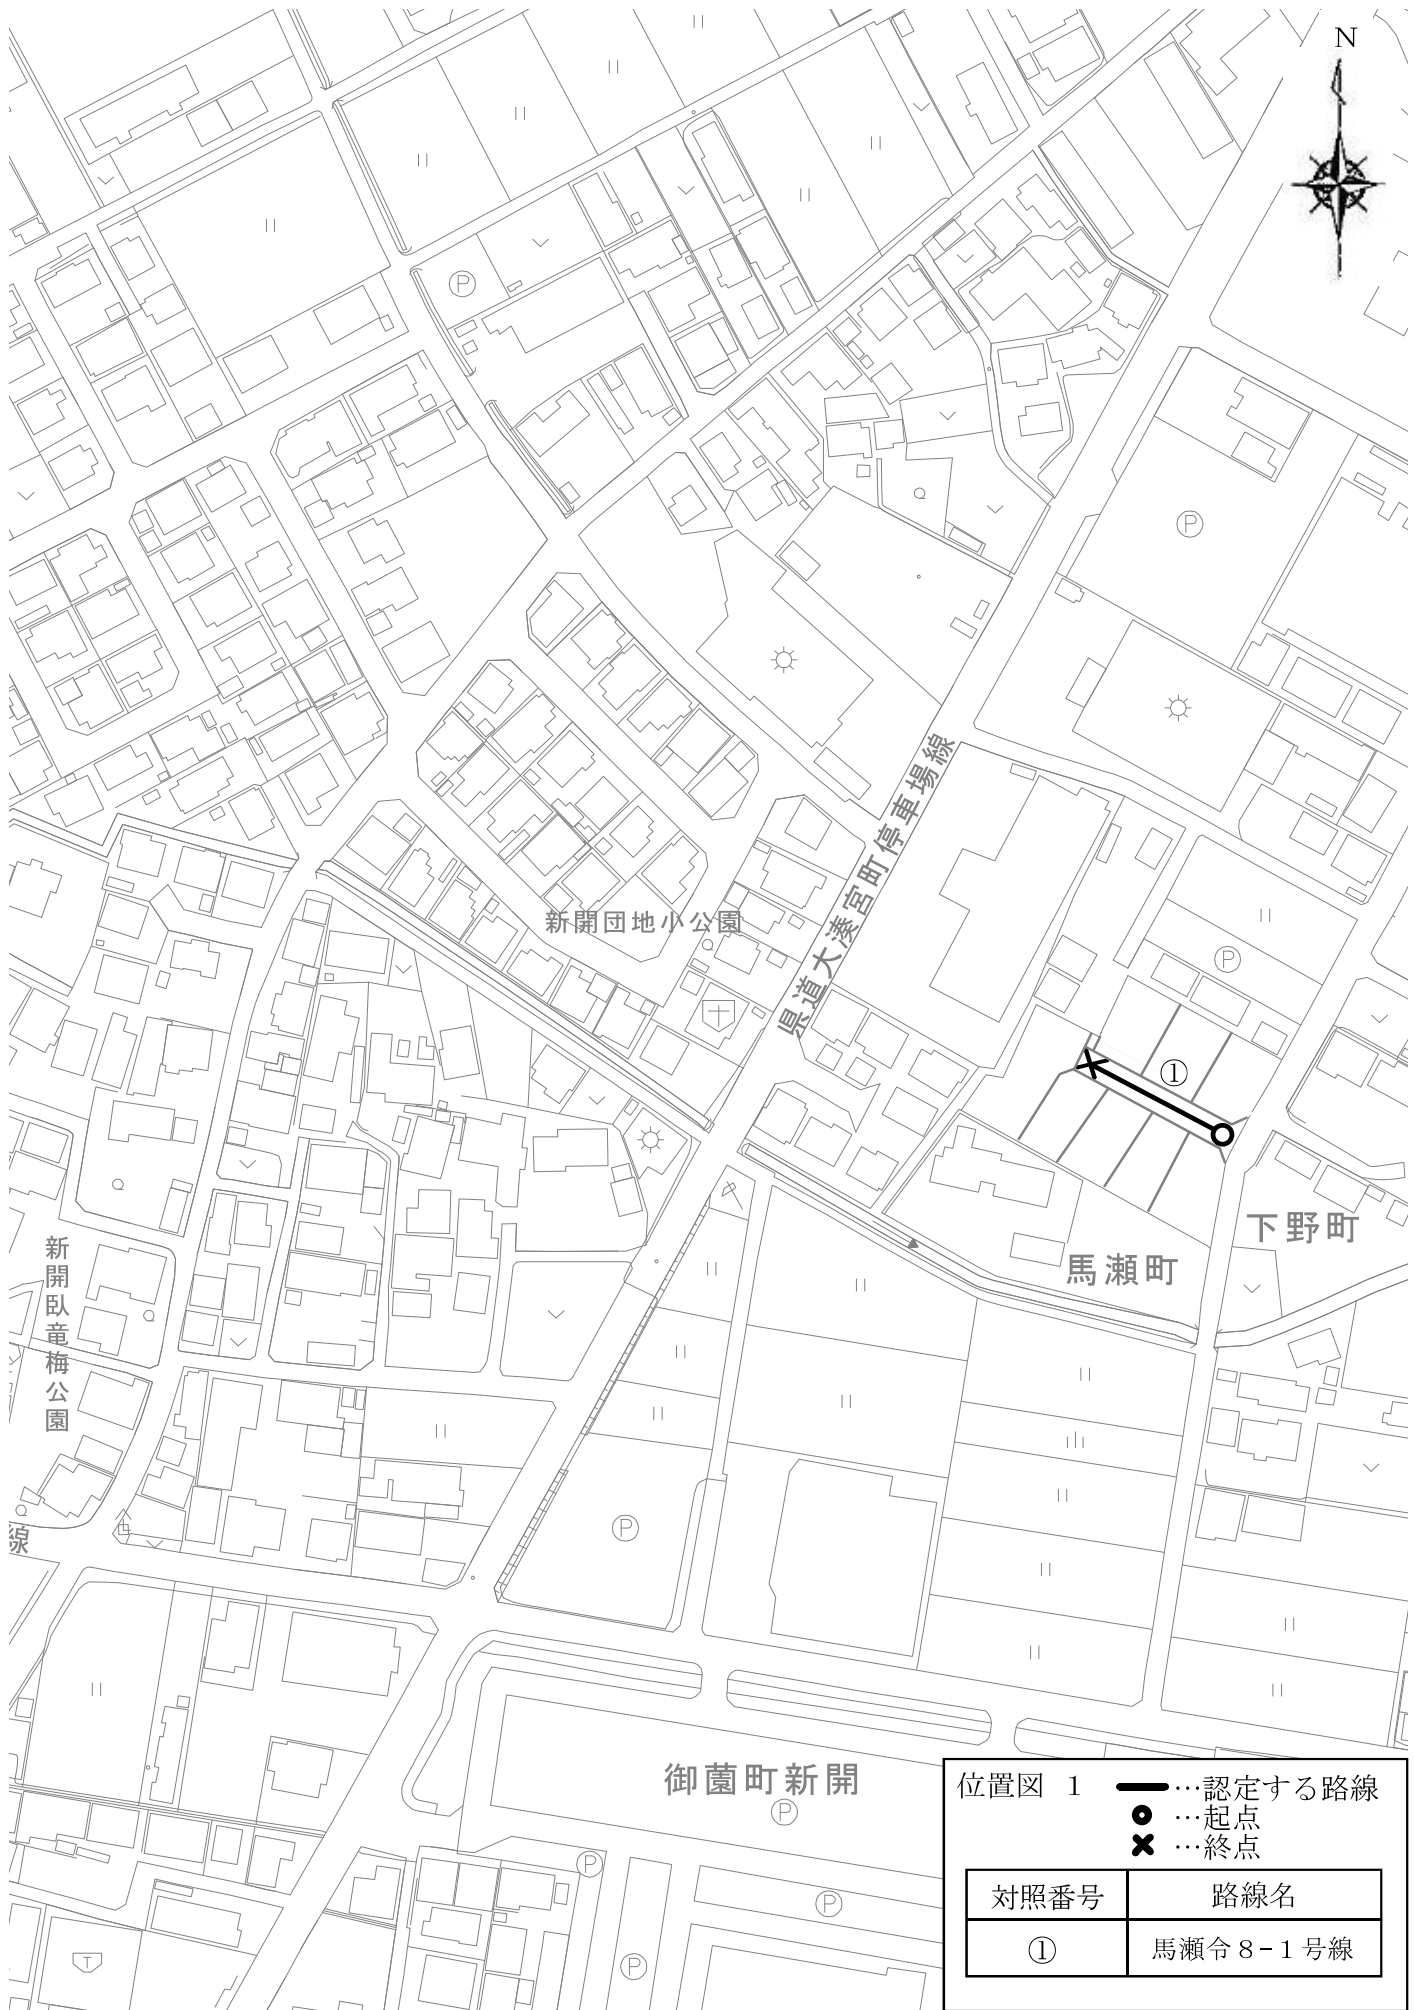 N
県道大湊宮町停車場線
新開団地小公園
①
下野町
馬瀬町
新開臥竜梅公園
線
御薗町新開
位置図 1
…認定する路線
…起点
…終点
対照番号 路線名
① 馬瀬令8-1号線
P
P
P
P
P
P
P
P
T